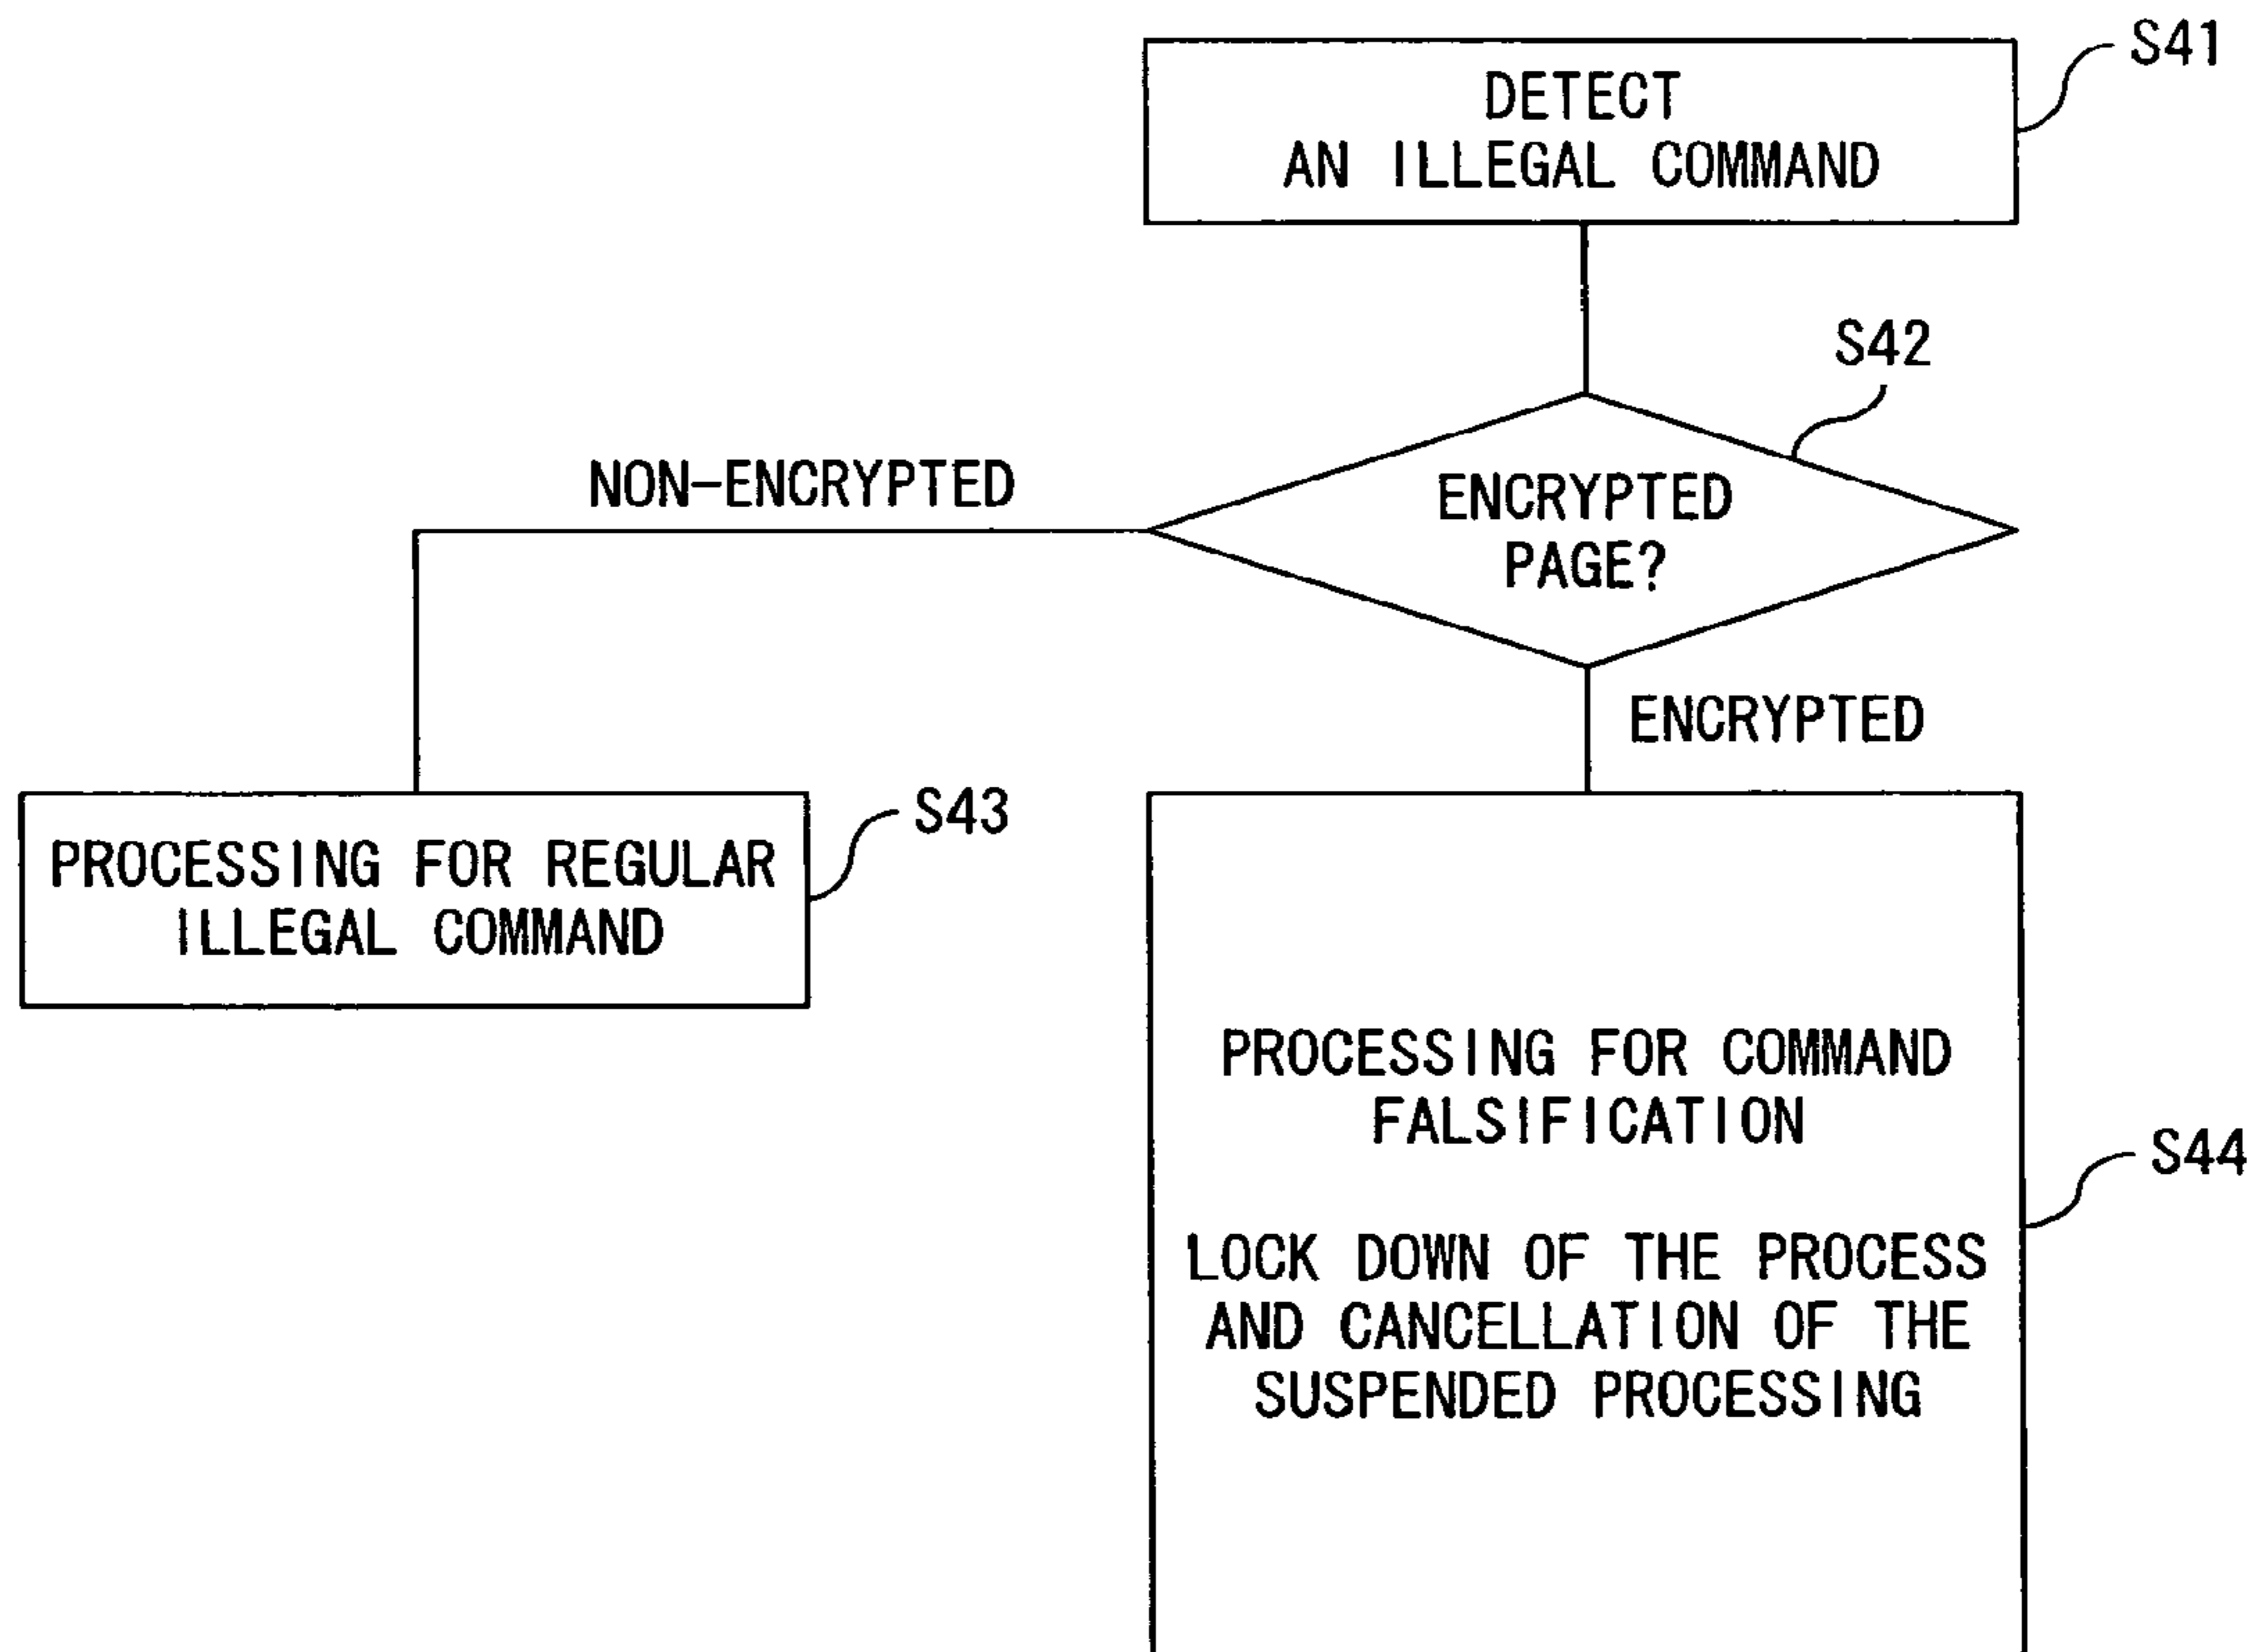 S41
DETECT
AN ILLEGAL COMMAND
S42
NON-ENCRYPTED
ENCRYPTED
PAGE?
ENCRYPTED
S43
PROCESSING FOR REGULAR
ILLEGAL COMMAND
PROCESSING FOR COMMAND
FALSIFICATION
S44
LOCK DOWN OF THE PROCESS
AND CANCELLATION OF THE
SUSPENDED PROCESSING